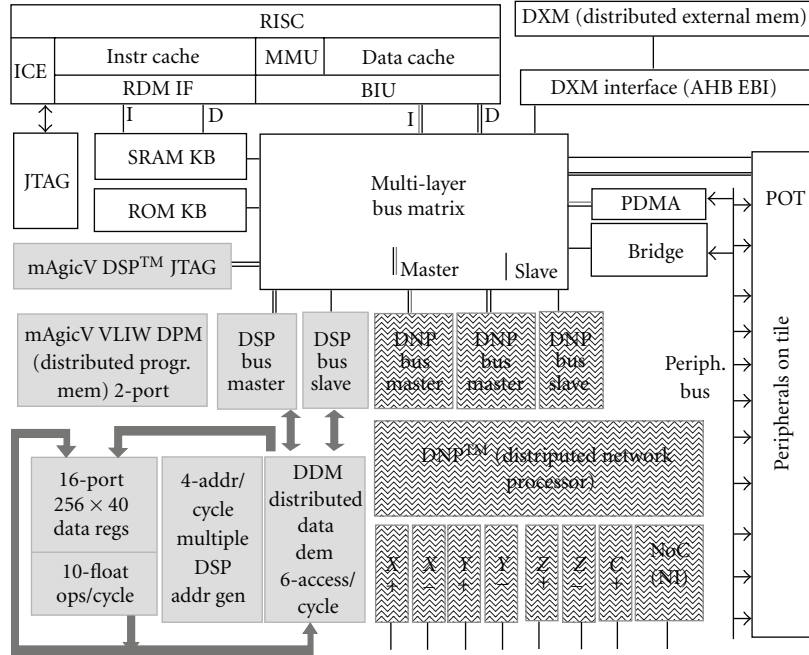 RISC
DXM (distributed external mem)
ICE
Instr cache
MMU
Data cache
RDM IF
BIU
DXM interface (AHB EBI)
I
D
I
D
JTAG
SRAM KB
ROM KB
Multi-layer
bus matrix
Master
Slave
PDMA
Bridge
POT
mAgicV DSP™ JTAG
mAgicV VLIW DPM
(distributed progr.
mem) 2-port
DSP
bus
master
DSP
bus
slave
DNP
bus
master
DNP
bus
master
DNP
bus
slave
Periph.
bus
Peripherals on tile
16-port
256 × 40
data regs
10-float
ops/cycle
4-addr/
cycle
multiple
DSP
addr gen
DDM
distributed
data
dem
6-access/
cycle
DNP™ (distriputed network
processor)
X
+
X
−
Y
+
Y
−
Z
+
Z
−
C
+
NoC
(NI)